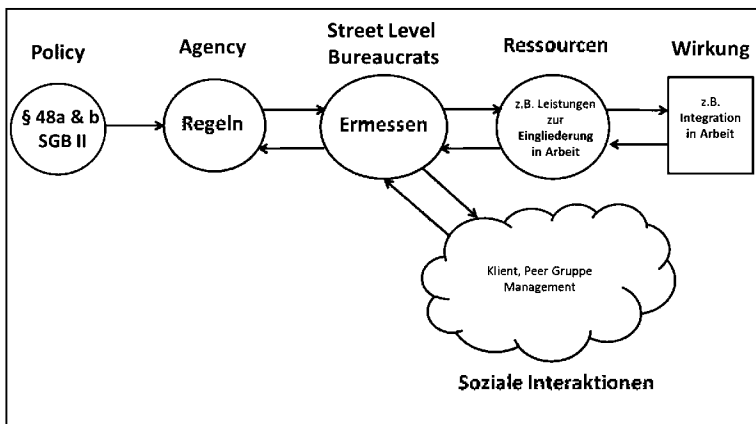 Policy
Agency
Street Level
Bureaucrats
Ressourcen
Wirkung
§ 48a & b
SGB II
Regeln
Ermessen
z.B. Leistungen
zur
Eingliederung
in Arbeit
z.B.
Integration
in Arbeit
Klient, Peer Gruppe
Management
Soziale Interaktionen